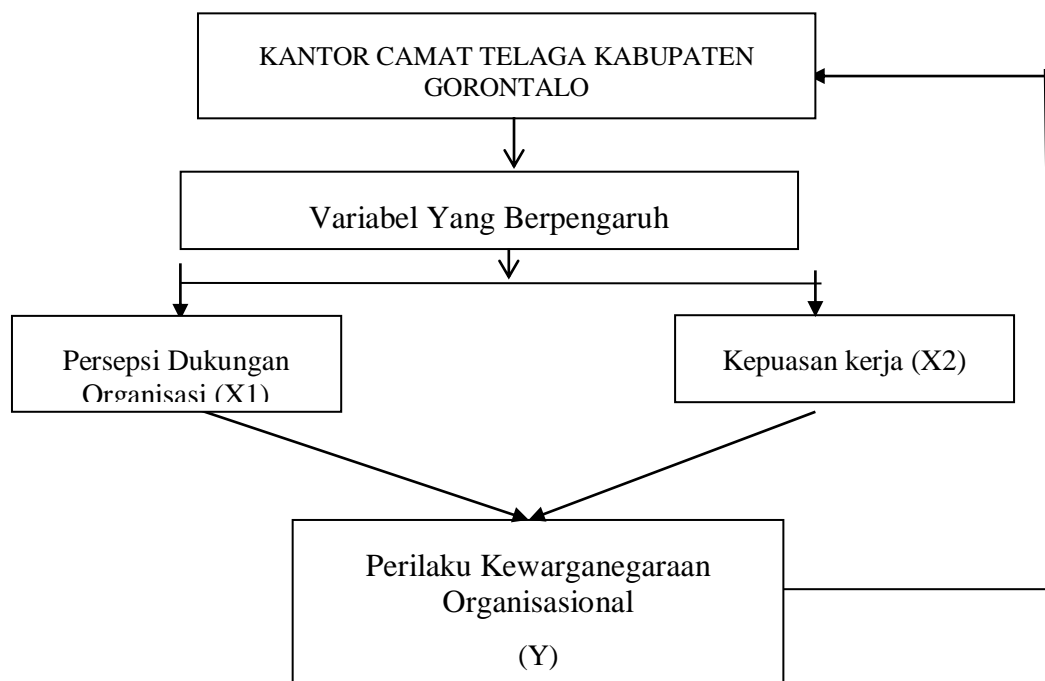 KANTOR CAMAT TELAGA KABUPATEN
GORONTALO
Variabel Yang Berpengaruh
Persepsi Dukungan
Organisasi (X1)
Kepuasan kerja (X2)
Perilaku Kewarganegaraan
Organisasional
(Y)